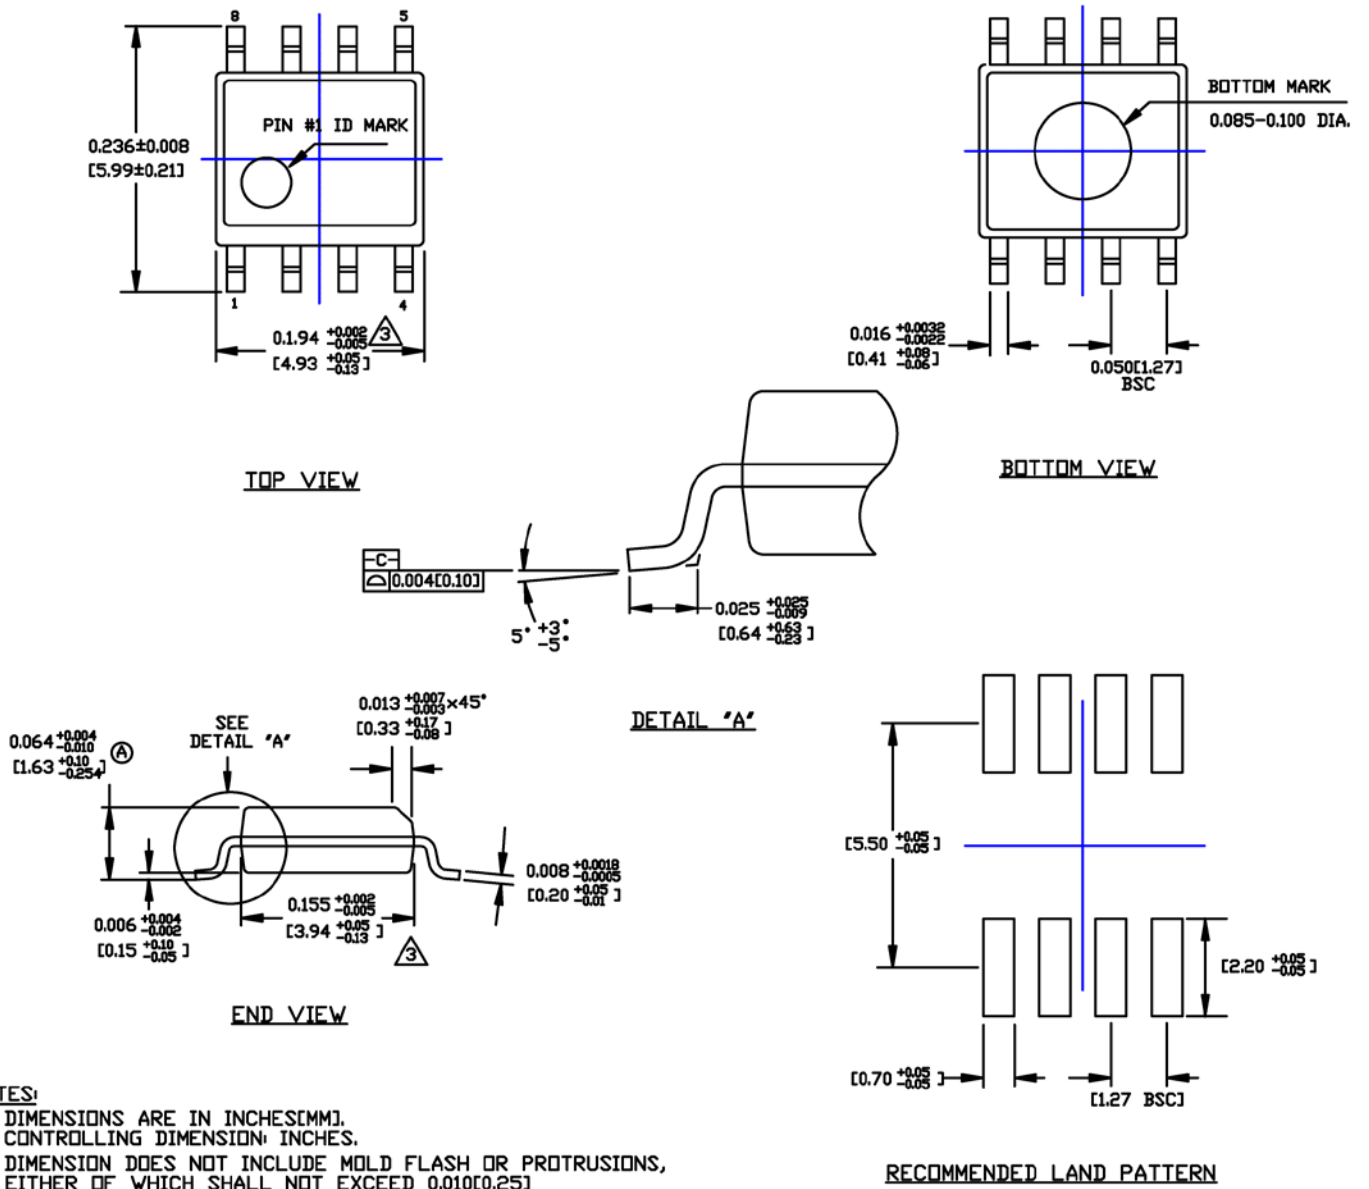 8 5
PIN #1 ID MARK
0.236±0.008
[5.99±0.21]
1 4
0.1.94 +0.002 -0.005
[4.93 +0.05 -0.13 ]
3
TOP VIEW
BOTTOM MARK
0.085-0.100 DIA.
0.016 +0.0032 -0.0022
[0.41 +0.08 -0.06 ]
0.050[1.27]
BSC
BOTTOM VIEW
-C-
0.004[0.10]
5° +3° -5°
0.025 +0.025 -0.009
[0.64 +0.63 -0.23 ]
DETAIL "A"
SEE
DETAIL "A"
0.013 +0.007 -0.003 ×45°
[0.33 +0.17 -0.08 ]
0.064 +0.004 -0.010
[1.63 +0.10 -0.254 ]
A
0.006 +0.004 -0.002
[0.15 +0.10 -0.05 ]
0.155 +0.002 -0.005
[3.94 +0.05 -0.13 ]
3
0.008 +0.0018 -0.0005
[0.20 +0.05 -0.01 ]
END VIEW
[5.50 +0.05 -0.05 ]
[2.20 +0.05 -0.05 ]
[0.70 +0.05 -0.05 ]
[1.27 BSC]
RECOMMENDED LAND PATTERN
TES:
DIMENSIONS ARE IN INCHES[MM].
CONTROLLING DIMENSION: INCHES.
DIMENSION DOES NOT INCLUDE MOLD FLASH OR PROTRUSIONS,
EITHER OF WHICH SHALL NOT EXCEED 0.010[0.25]